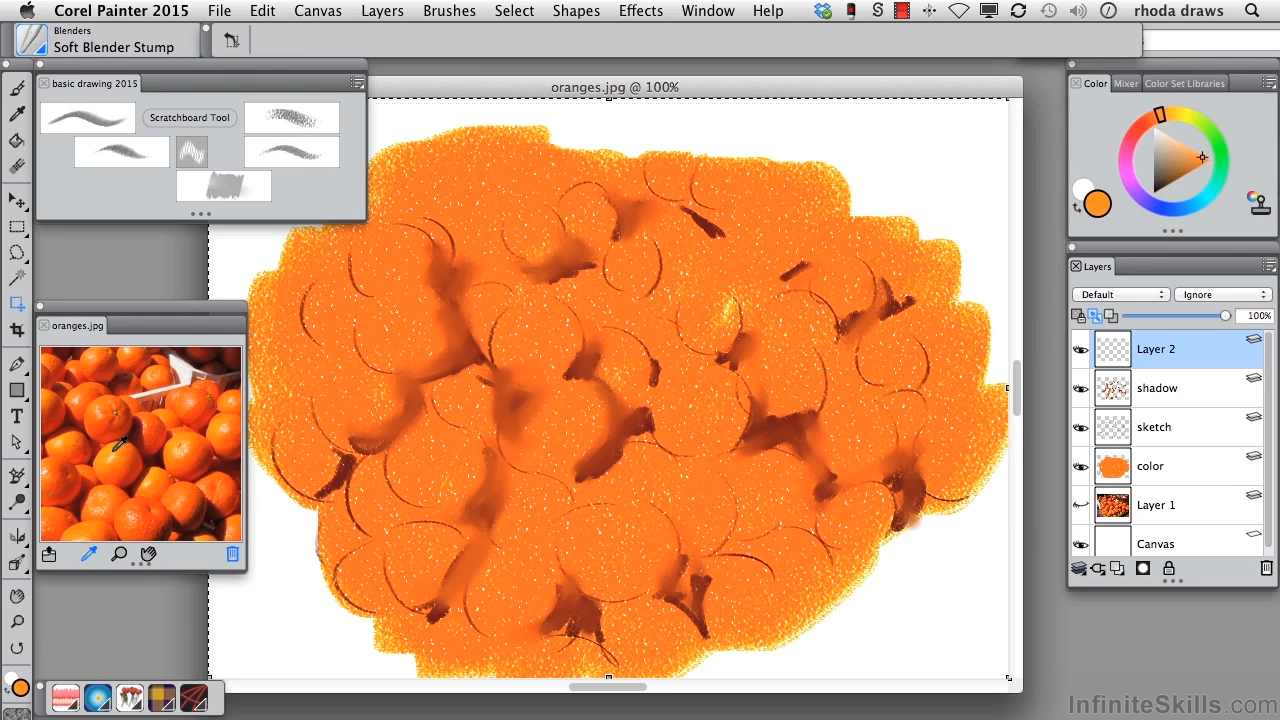 Corel Painter 2015 File Edit Canvas Layers Brushes Select Shapes Effects Window Help rhoda draws
Blenders
Soft Blender Stump
basic drawing 2015
Scratchboard Tool
oranges.jpg @ 100%
Color Mixer Color Set Libraries
Layers
Default Ignore
100%
Layer 2
shadow
sketch
color
Layer 1
Canvas
oranges.jpg
InfiniteSkills.com